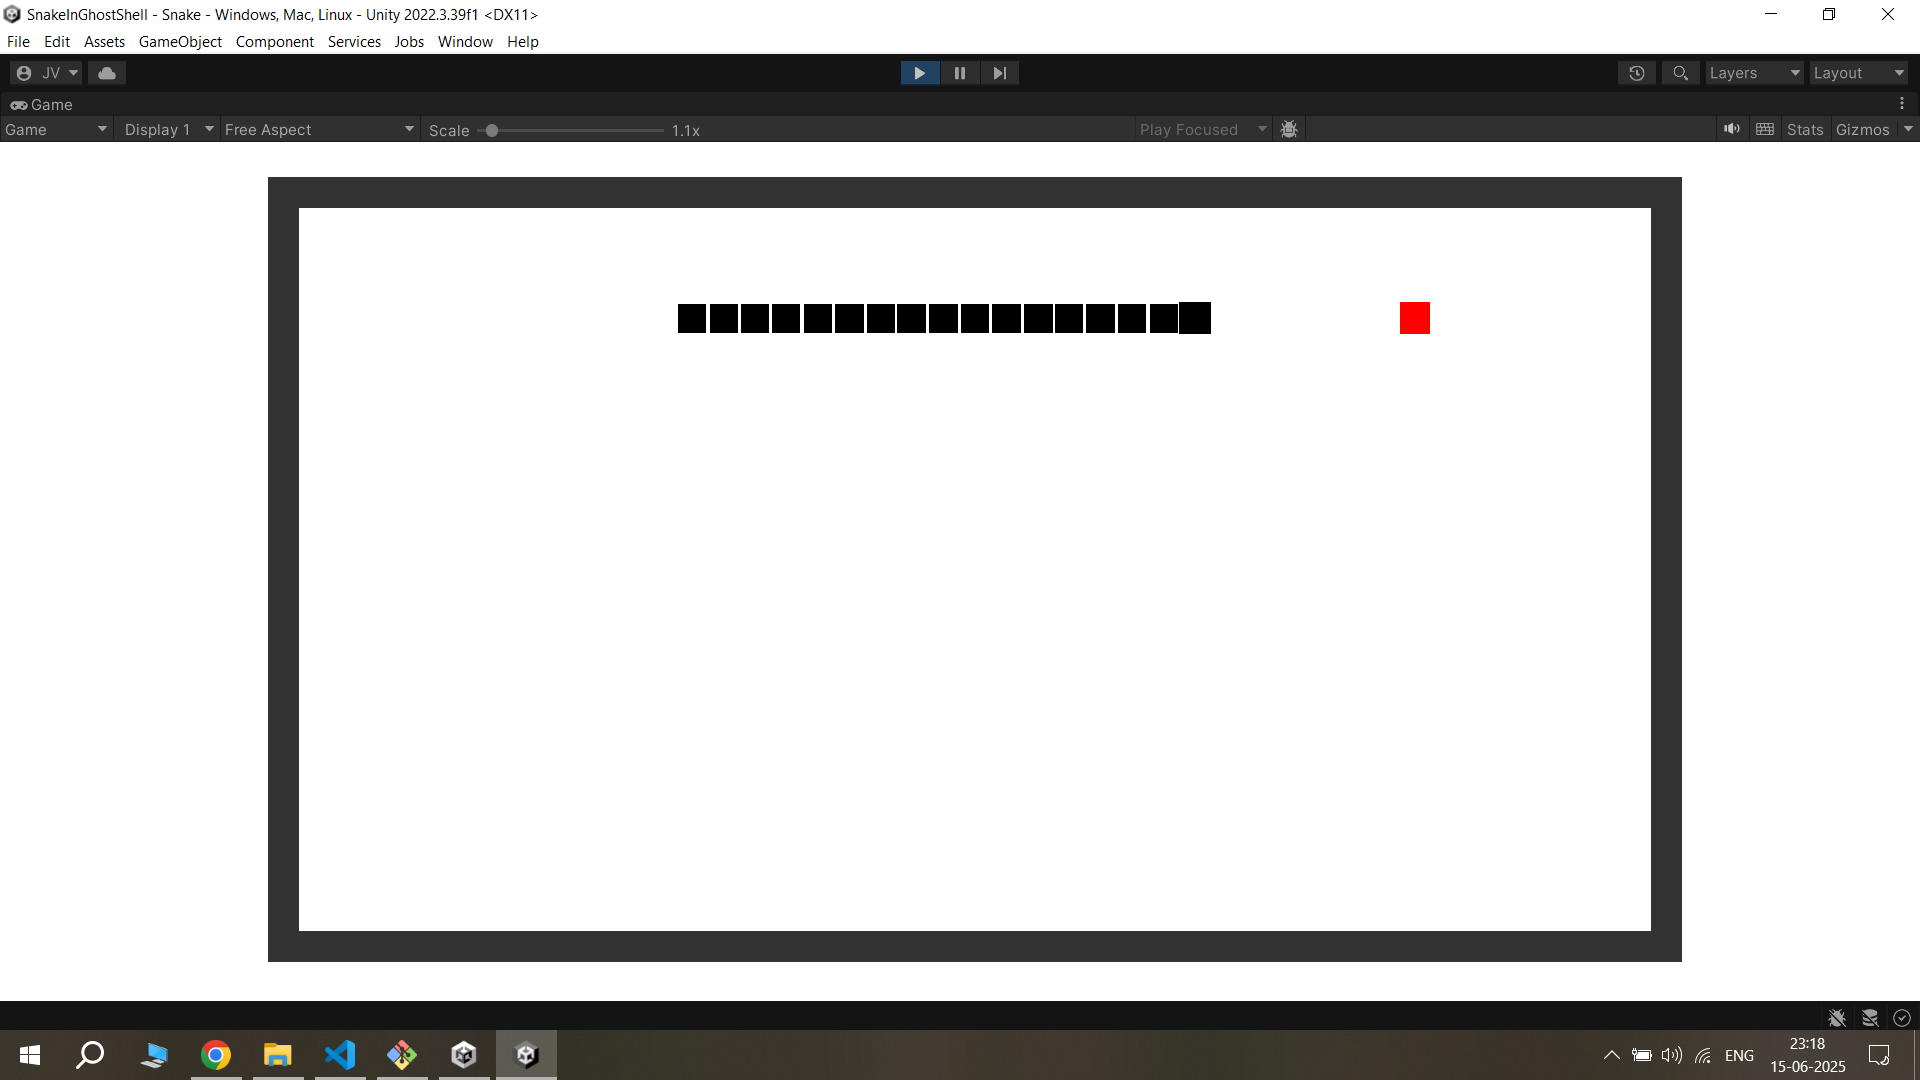 SnakeInGhostShell - Snake - Windows, Mac, Linux - Unity 2022.3.39f1 <DX11>
File Edit Assets GameObject Component Services Jobs Window Help
JV Layers Layout
Game
Game Display 1 Free Aspect Scale 1.1x Play Focused Stats Gizmos
23:18
ENG
15-06-2025